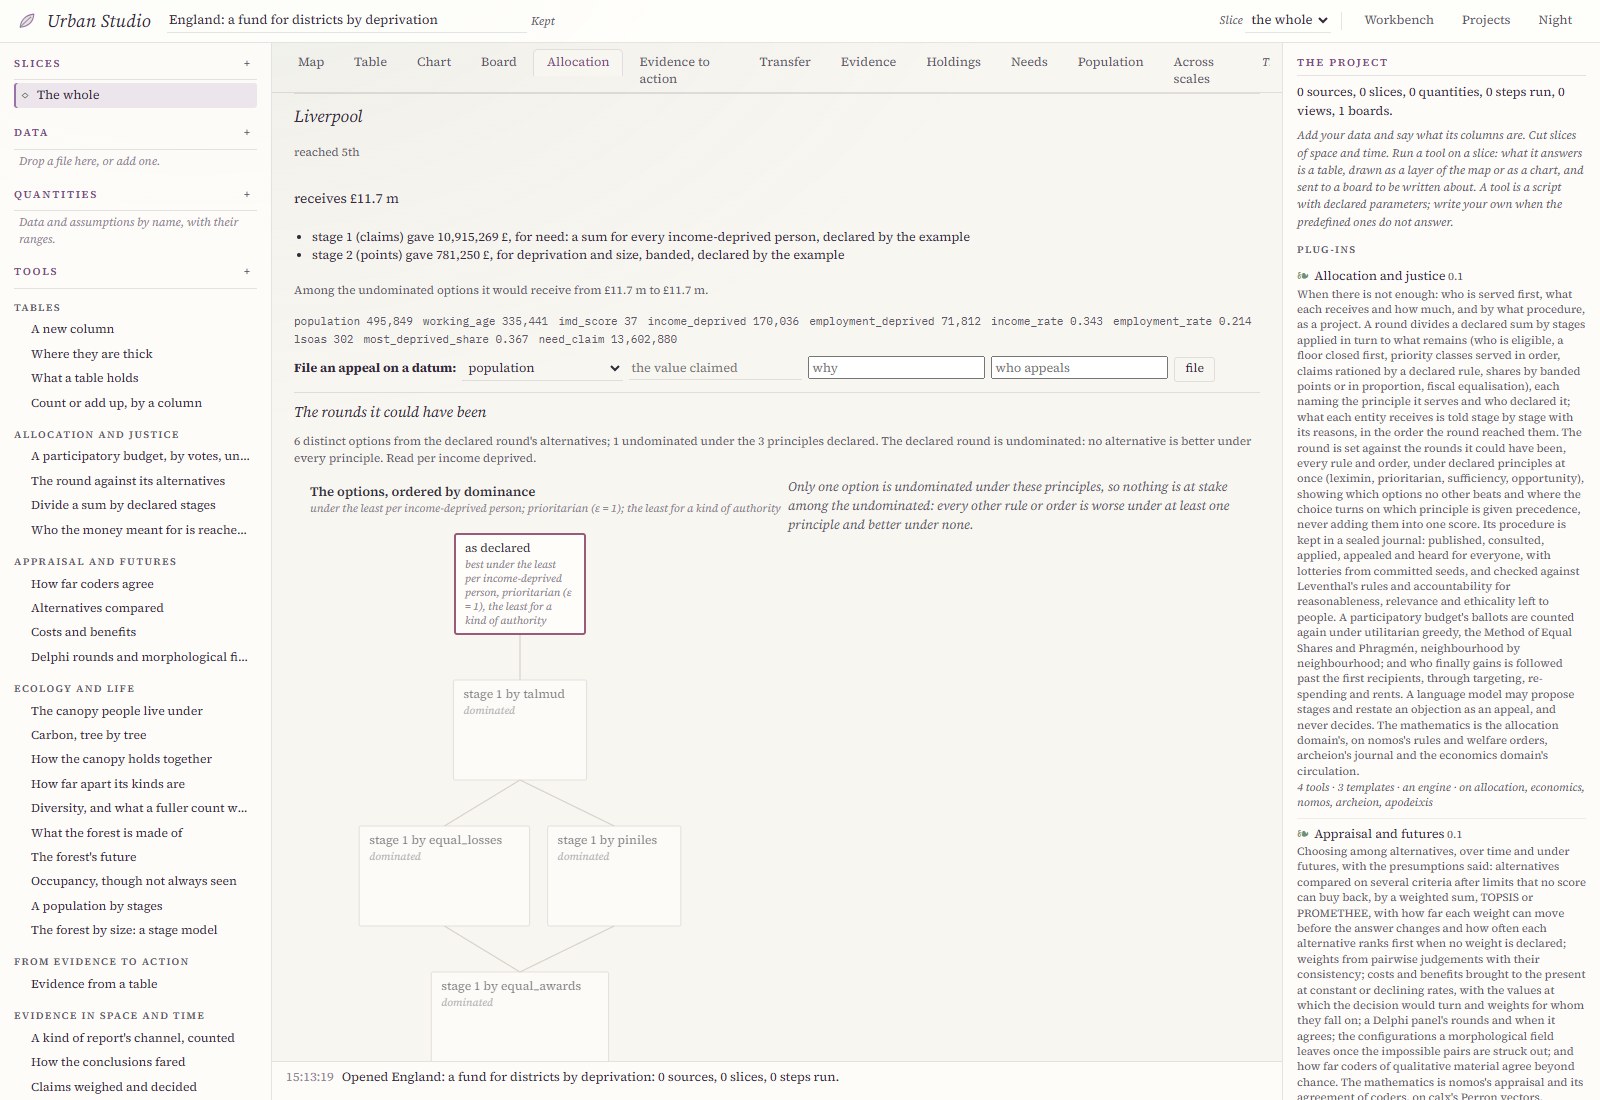 Urban Studio
England: a fund for districts by deprivation
Kept
Slice the whole
Workbench
Projects
Night
SLICES +
The whole
DATA +
Drop a file here, or add one.
QUANTITIES +
Data and assumptions by name, with their
ranges.
TOOLS +
TABLES
A new column
Where they are thick
What a table holds
Count or add up, by a column
ALLOCATION AND JUSTICE
A participatory budget, by votes, un...
The round against its alternatives
Divide a sum by declared stages
Who the money meant for is reache...
APPRAISAL AND FUTURES
How far coders agree
Alternatives compared
Costs and benefits
Delphi rounds and morphological fi...
ECOLOGY AND LIFE
The canopy people live under
Carbon, tree by tree
How the canopy holds together
How far apart its kinds are
Diversity, and what a fuller count w...
What the forest is made of
The forest's future
Occupancy, though not always seen
A population by stages
The forest by size: a stage model
FROM EVIDENCE TO ACTION
Evidence from a table
EVIDENCE IN SPACE AND TIME
A kind of report's channel, counted
How the conclusions fared
Claims weighed and decided
Map
Table
Chart
Board
Allocation
Evidence to
action
Transfer
Evidence
Holdings
Needs
Population
Across
scales
T
Liverpool
reached 5th
receives £11.7 m
• stage 1 (claims) gave 10,915,269 £, for need: a sum for every income-deprived person, declared by the example
• stage 2 (points) gave 781,250 £, for deprivation and size, banded, declared by the example
Among the undominated options it would receive from £11.7 m to £11.7 m.
population 495,849 working_age 335,441 imd_score 37 income_deprived 170,036 employment_deprived 71,812 income_rate 0.343 employment_rate 0.214
lsoas 302 most_deprived_share 0.367 need_claim 13,602,880
File an appeal on a datum: population the value claimed why who appeals file
The rounds it could have been
6 distinct options from the declared round's alternatives; 1 undominated under the 3 principles declared. The declared round is undominated: no alternative is better under
every principle. Read per income deprived.
The options, ordered by dominance
under the least per income-deprived person; prioritarian (ε = 1); the least for a kind of authority
Only one option is undominated under these principles, so nothing is at stake
among the undominated: every other rule or order is worse under at least one
principle and better under none.
as declared
best under the least
per income-deprived
person, prioritarian (ε
= 1), the least for a
kind of authority
stage 1 by talmud
dominated
stage 1 by equal_losses
dominated
stage 1 by piniles
dominated
stage 1 by equal_awards
dominated
15:13:19 Opened England: a fund for districts by deprivation: 0 sources, 0 slices, 0 steps run.
THE PROJECT
0 sources, 0 slices, 0 quantities, 0 steps run, 0
views, 1 boards.
Add your data and say what its columns are. Cut slices
of space and time. Run a tool on a slice: what it answers
is a table, drawn as a layer of the map or as a chart, and
sent to a board to be written about. A tool is a script
with declared parameters; write your own when the
predefined ones do not answer.
PLUG-INS
Allocation and justice 0.1
When there is not enough: who is served first, what
each receives and how much, and by what procedure,
as a project. A round divides a declared sum by stages
applied in turn to what remains (who is eligible, a
floor closed first, priority classes served in order,
claims rationed by a declared rule, shares by banded
points or in proportion, fiscal equalisation), each
naming the principle it serves and who declared it;
what each entity receives is told stage by stage with
its reasons, in the order the round reached them. The
round is set against the rounds it could have been,
every rule and order, under declared principles at
once (leximin, prioritarian, sufficiency, opportunity),
showing which options no other beats and where the
choice turns on which principle is given precedence,
never adding them into one score. Its procedure is
kept in a sealed journal: published, consulted,
applied, appealed and heard for everyone, with
lotteries from committed seeds, and checked against
Leventhal's rules and accountability for
reasonableness, relevance and ethicality left to
people. A participatory budget's ballots are counted
again under utilitarian greedy, the Method of Equal
Shares and Phragmén, neighbourhood by
neighbourhood; and who finally gains is followed
past the first recipients, through targeting, re-
spending and rents. A language model may propose
stages and restate an objection as an appeal, and
never decides. The mathematics is the allocation
domain's, on nomos's rules and welfare orders,
archeion's journal and the economics domain's
circulation.
4 tools · 3 templates · an engine · on allocation, economics,
nomos, archeion, apodeixis
Appraisal and futures 0.1
Choosing among alternatives, over time and under
futures, with the presumptions said: alternatives
compared on several criteria after limits that no score
can buy back, by a weighted sum, TOPSIS or
PROMETHEE, with how far each weight can move
before the answer changes and how often each
alternative ranks first when no weight is declared;
weights from pairwise judgements with their
consistency; costs and benefits brought to the present
at constant or declining rates, with the values at
which the decision would turn and weights for whom
they fall on; a Delphi panel's rounds and when it
agrees; the configurations a morphological field
leaves once the impossible pairs are struck out; and
how far coders of qualitative material agree beyond
chance. The mathematics is nomos's appraisal and its
agreement of coders, on calx's Perron vectors,